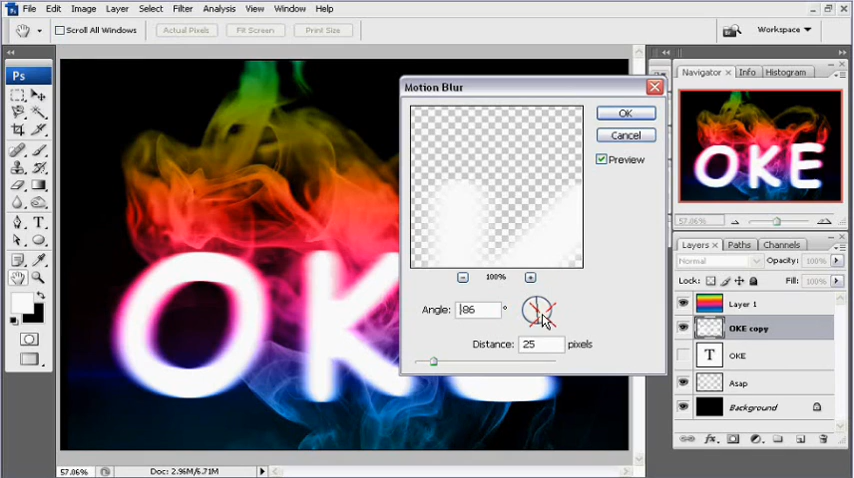 File Edit Image Layer Select Filter Analysis View Window Help
Scroll All Windows Actual Pixels Fit Screen Print Size Workspace
Ps
Motion Blur
OK
Cancel
Preview
100%
Angle: -86 °
Distance: 25 pixels
OKE
Navigator Info Histogram
OKE
57.06%
Layers Paths Channels
Normal Opacity: 100%
Lock: Fill: 100%
Layer 1
OKE copy
T OKE
Asap
Background
57.06% Doc: 2.96M/6.71M